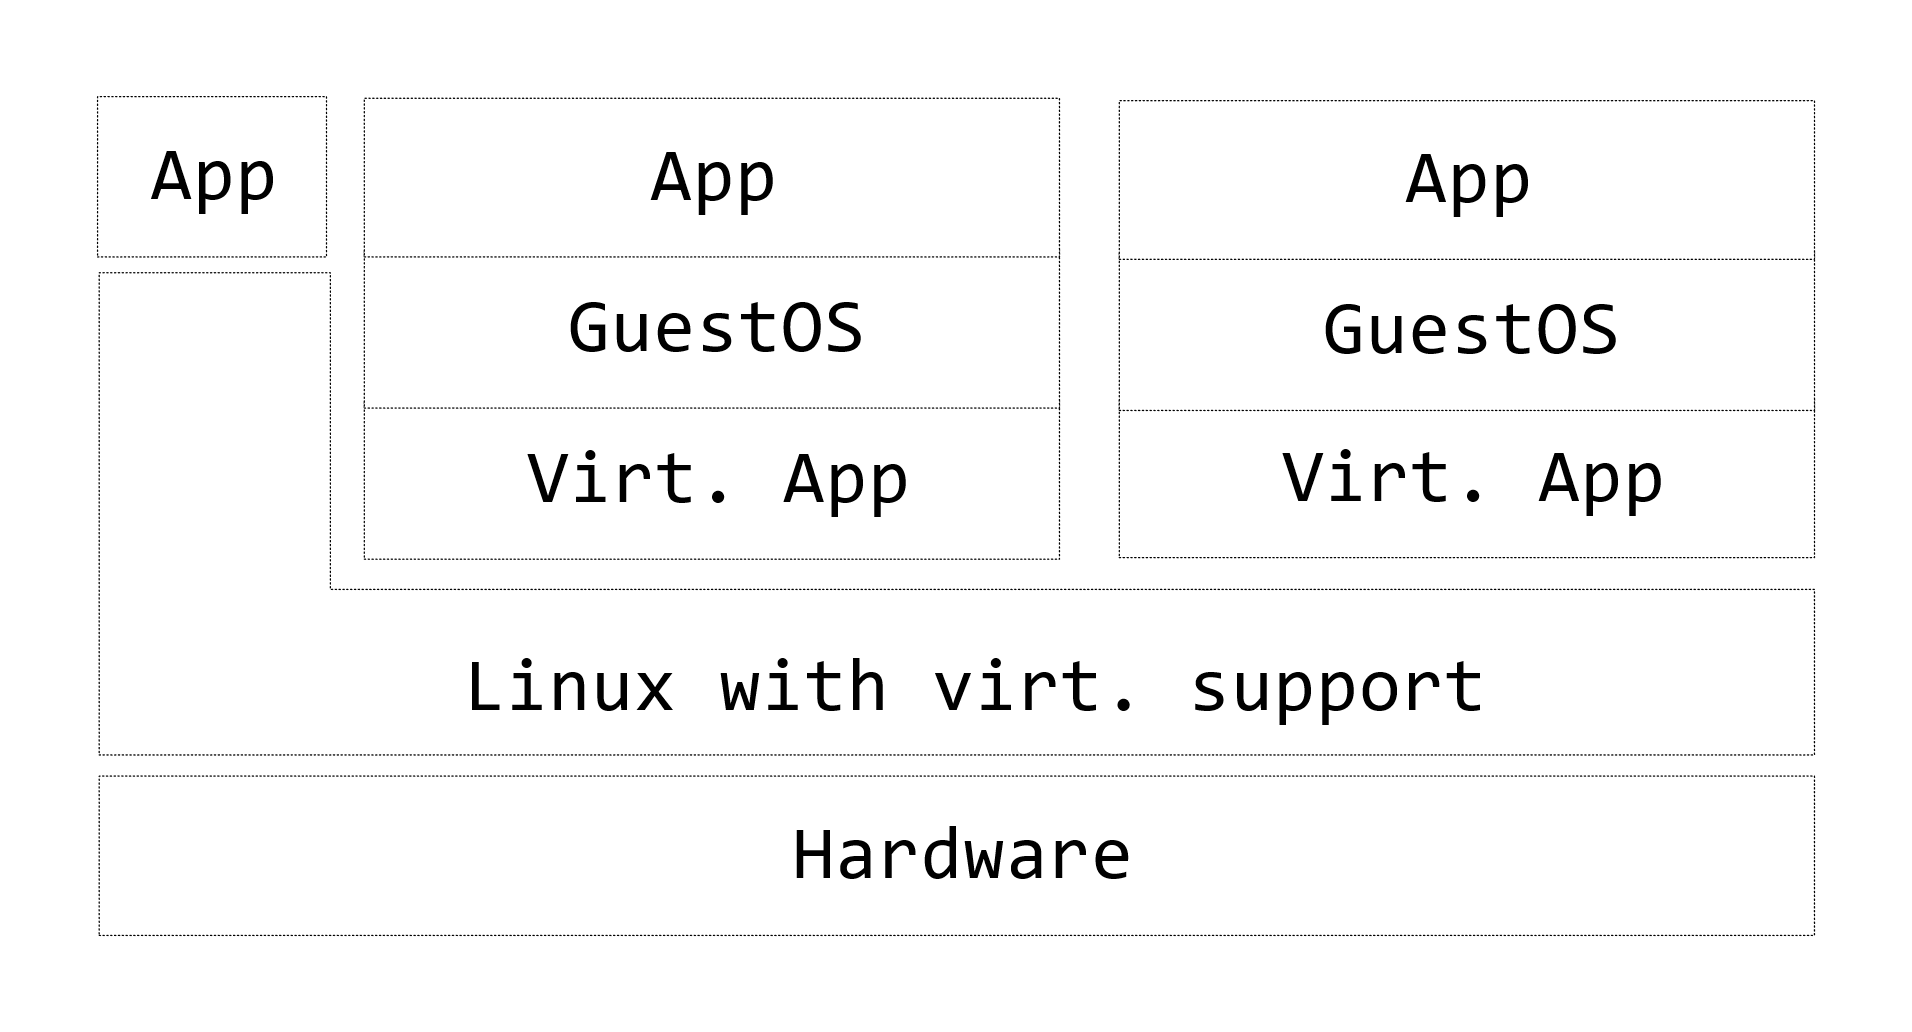 App
App
App
GuestOS
GuestOS
Virt. App
Virt. App
Linux with virt. support
Hardware